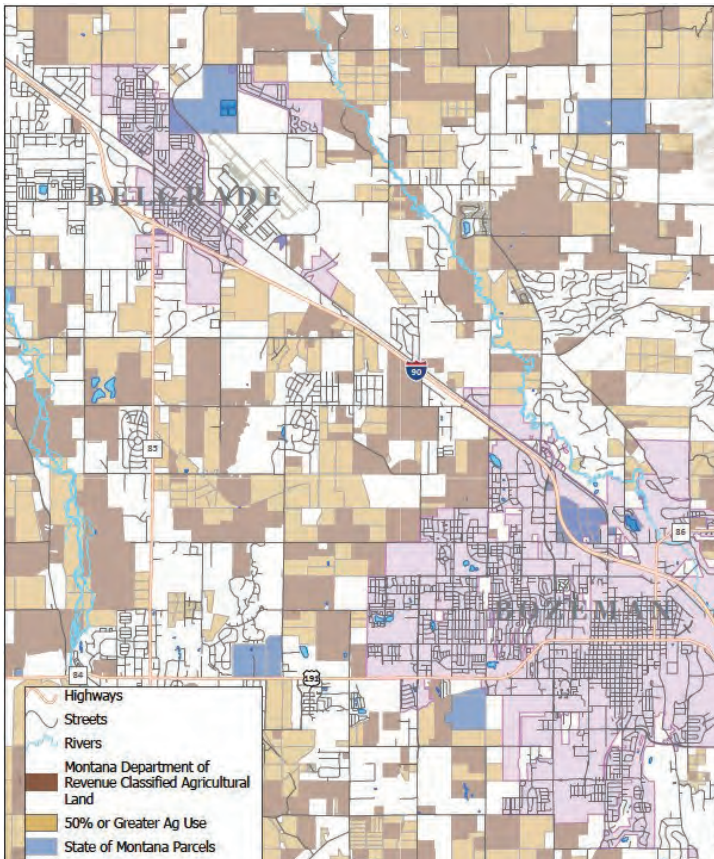 BELGRADE
90
85
86
BOZEMAN
84
191
Highways
Streets
Rivers
Montana Department of
Revenue Classified Agricultural
Land
50% or Greater Ag Use
State of Montana Parcels